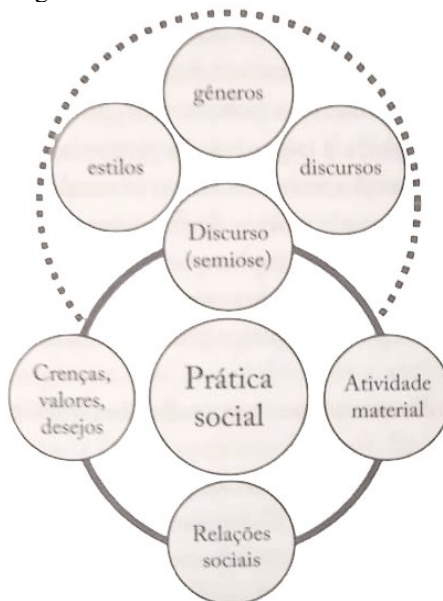 gêneros
estilos
discursos
Discurso
(semiose)
Crenças,
valores,
desejos
Prática
social
Atividade
material
Relações
sociais